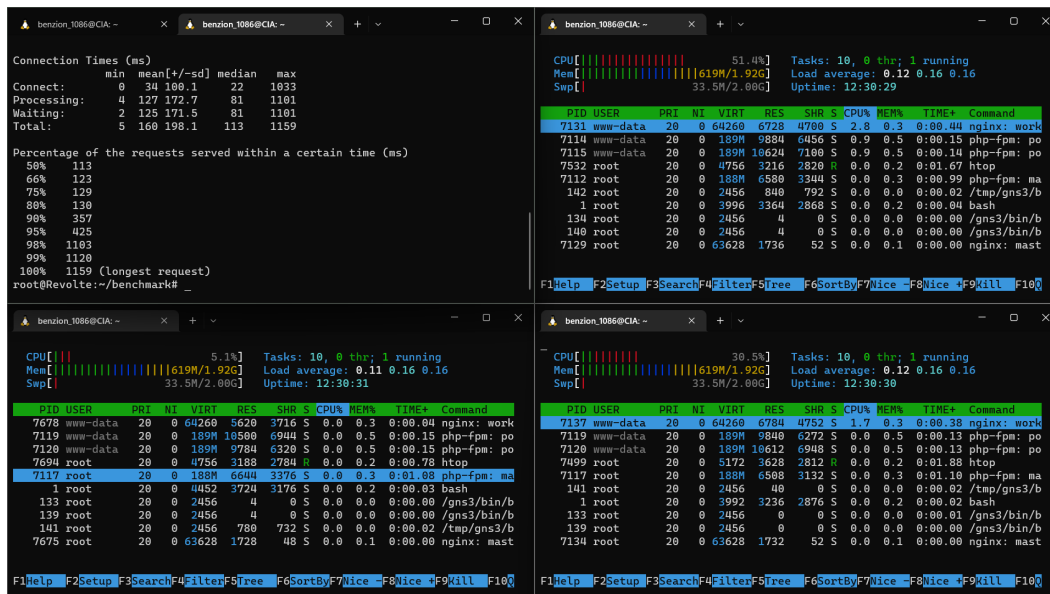 benzion_1086@CIA: ~ × benzion_1086@CIA: ~ × +
Connection Times (ms)
min mean[+/-sd] median max
Connect: 0 34 100.1 22 1033
Processing: 4 127 172.7 81 1101
Waiting: 2 125 171.5 81 1101
Total: 5 160 198.1 113 1159
Percentage of the requests served within a certain time (ms)
50% 113
66% 123
75% 129
80% 130
90% 357
95% 425
98% 1103
99% 1120
100% 1159 (longest request)
root@Revolte:~/benchmark# _
benzion_1086@CIA: ~ × +
CPU[|||||||||||||||||| 51.4%] Tasks: 10, 0 thr; 1 running
Mem[||||||||||||||||||||619M/1.92G] Load average: 0.12 0.16 0.16
Swp[| 33.5M/2.00G] Uptime: 12:30:29
PID USER PRI NI VIRT RES SHR S CPU% MEM% TIME+ Command
7131 www-data 20 0 64260 6728 4700 S 2.8 0.3 0:00.44 nginx: work
7114 www-data 20 0 189M 9884 6456 S 0.9 0.5 0:00.15 php-fpm: po
7115 www-data 20 0 189M 10624 7100 S 0.9 0.5 0:00.14 php-fpm: po
7532 root 20 0 4756 3216 2820 R 0.0 0.2 0:01.67 htop
7112 root 20 0 188M 6580 3344 S 0.0 0.3 0:00.99 php-fpm: ma
142 root 20 0 2456 840 792 S 0.0 0.0 0:00.02 /tmp/gns3/b
1 root 20 0 3996 3364 2868 S 0.0 0.2 0:00.04 bash
134 root 20 0 2456 4 0 S 0.0 0.0 0:00.00 /gns3/bin/b
140 root 20 0 2456 4 0 S 0.0 0.0 0:00.00 /gns3/bin/b
7129 root 20 0 63628 1736 52 S 0.0 0.1 0:00.00 nginx: mast
F1Help F2Setup F3SearchF4FilterF5Tree F6SortByF7Nice -F8Nice +F9Kill F10Q
benzion_1086@CIA: ~ × +
CPU[||| 5.1%] Tasks: 10, 0 thr; 1 running
Mem[||||||||||||||||||||619M/1.92G] Load average: 0.11 0.16 0.16
Swp[| 33.5M/2.00G] Uptime: 12:30:31
PID USER PRI NI VIRT RES SHR S CPU% MEM% TIME+ Command
7678 www-data 20 0 64260 5620 3716 S 0.0 0.3 0:00.04 nginx: work
7119 www-data 20 0 189M 10500 6944 S 0.0 0.5 0:00.15 php-fpm: po
7120 www-data 20 0 189M 9784 6320 S 0.0 0.5 0:00.15 php-fpm: po
7694 root 20 0 4756 3188 2784 R 0.0 0.2 0:00.78 htop
7117 root 20 0 188M 6644 3376 S 0.0 0.3 0:01.08 php-fpm: ma
1 root 20 0 4452 3724 3176 S 0.0 0.2 0:00.03 bash
133 root 20 0 2456 4 0 S 0.0 0.0 0:00.00 /gns3/bin/b
139 root 20 0 2456 4 0 S 0.0 0.0 0:00.00 /gns3/bin/b
141 root 20 0 2456 780 732 S 0.0 0.0 0:00.02 /tmp/gns3/b
7675 root 20 0 63628 1728 48 S 0.0 0.1 0:00.00 nginx: mast
F1Help F2Setup F3SearchF4FilterF5Tree F6SortByF7Nice -F8Nice +F9Kill F10Q
benzion_1086@CIA: ~ × +
CPU[|||||||||| 30.5%] Tasks: 10, 0 thr; 1 running
Mem[||||||||||||||||||||619M/1.92G] Load average: 0.12 0.16 0.16
Swp[| 33.5M/2.00G] Uptime: 12:30:30
PID USER PRI NI VIRT RES SHR S CPU% MEM% TIME+ Command
7137 www-data 20 0 64260 6784 4752 S 1.7 0.3 0:00.38 nginx: work
7119 www-data 20 0 189M 9840 6272 S 0.0 0.5 0:00.13 php-fpm: po
7120 www-data 20 0 189M 10612 6948 S 0.0 0.5 0:00.13 php-fpm: po
7499 root 20 0 5172 3628 2812 R 0.0 0.2 0:01.88 htop
7117 root 20 0 188M 6508 3132 S 0.0 0.3 0:01.10 php-fpm: ma
141 root 20 0 2456 40 0 S 0.0 0.0 0:00.02 /tmp/gns3/b
1 root 20 0 3992 3236 2876 S 0.0 0.2 0:00.02 bash
133 root 20 0 2456 0 0 S 0.0 0.0 0:00.01 /gns3/bin/b
139 root 20 0 2456 0 0 S 0.0 0.0 0:00.00 /gns3/bin/b
7134 root 20 0 63628 1732 52 S 0.0 0.1 0:00.00 nginx: mast
F1Help F2Setup F3SearchF4FilterF5Tree F6SortByF7Nice -F8Nice +F9Kill F10Q